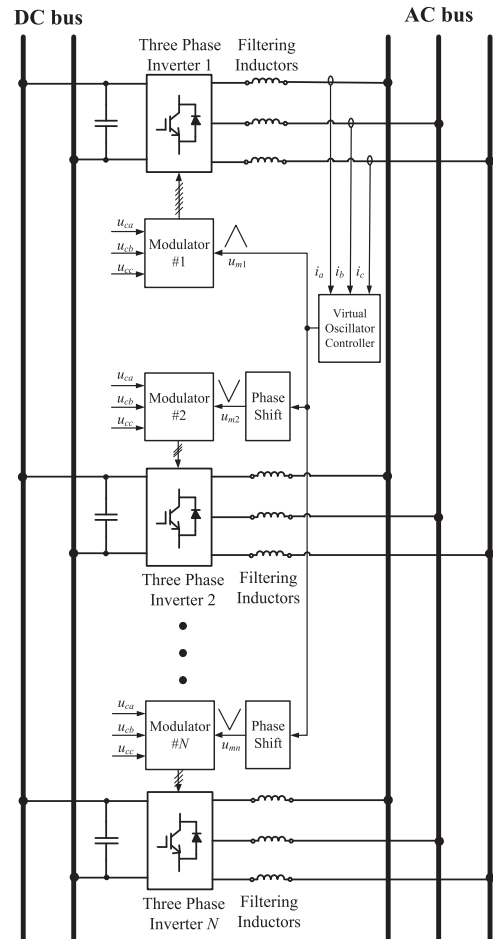 DC bus
AC bus
Three Phase
Inverter 1
Filtering
Inductors
u_ca
u_cb
u_cc
Modulator
#1
u_m1
i_a
i_b
i_c
Virtual
Oscillator
Controller
u_ca
u_cb
u_cc
Modulator
#2
u_m2
Phase
Shift
Three Phase
Inverter 2
Filtering
Inductors
u_ca
u_cb
u_cc
Modulator
#N
u_mn
Phase
Shift
Three Phase
Inverter N
Filtering
Inductors